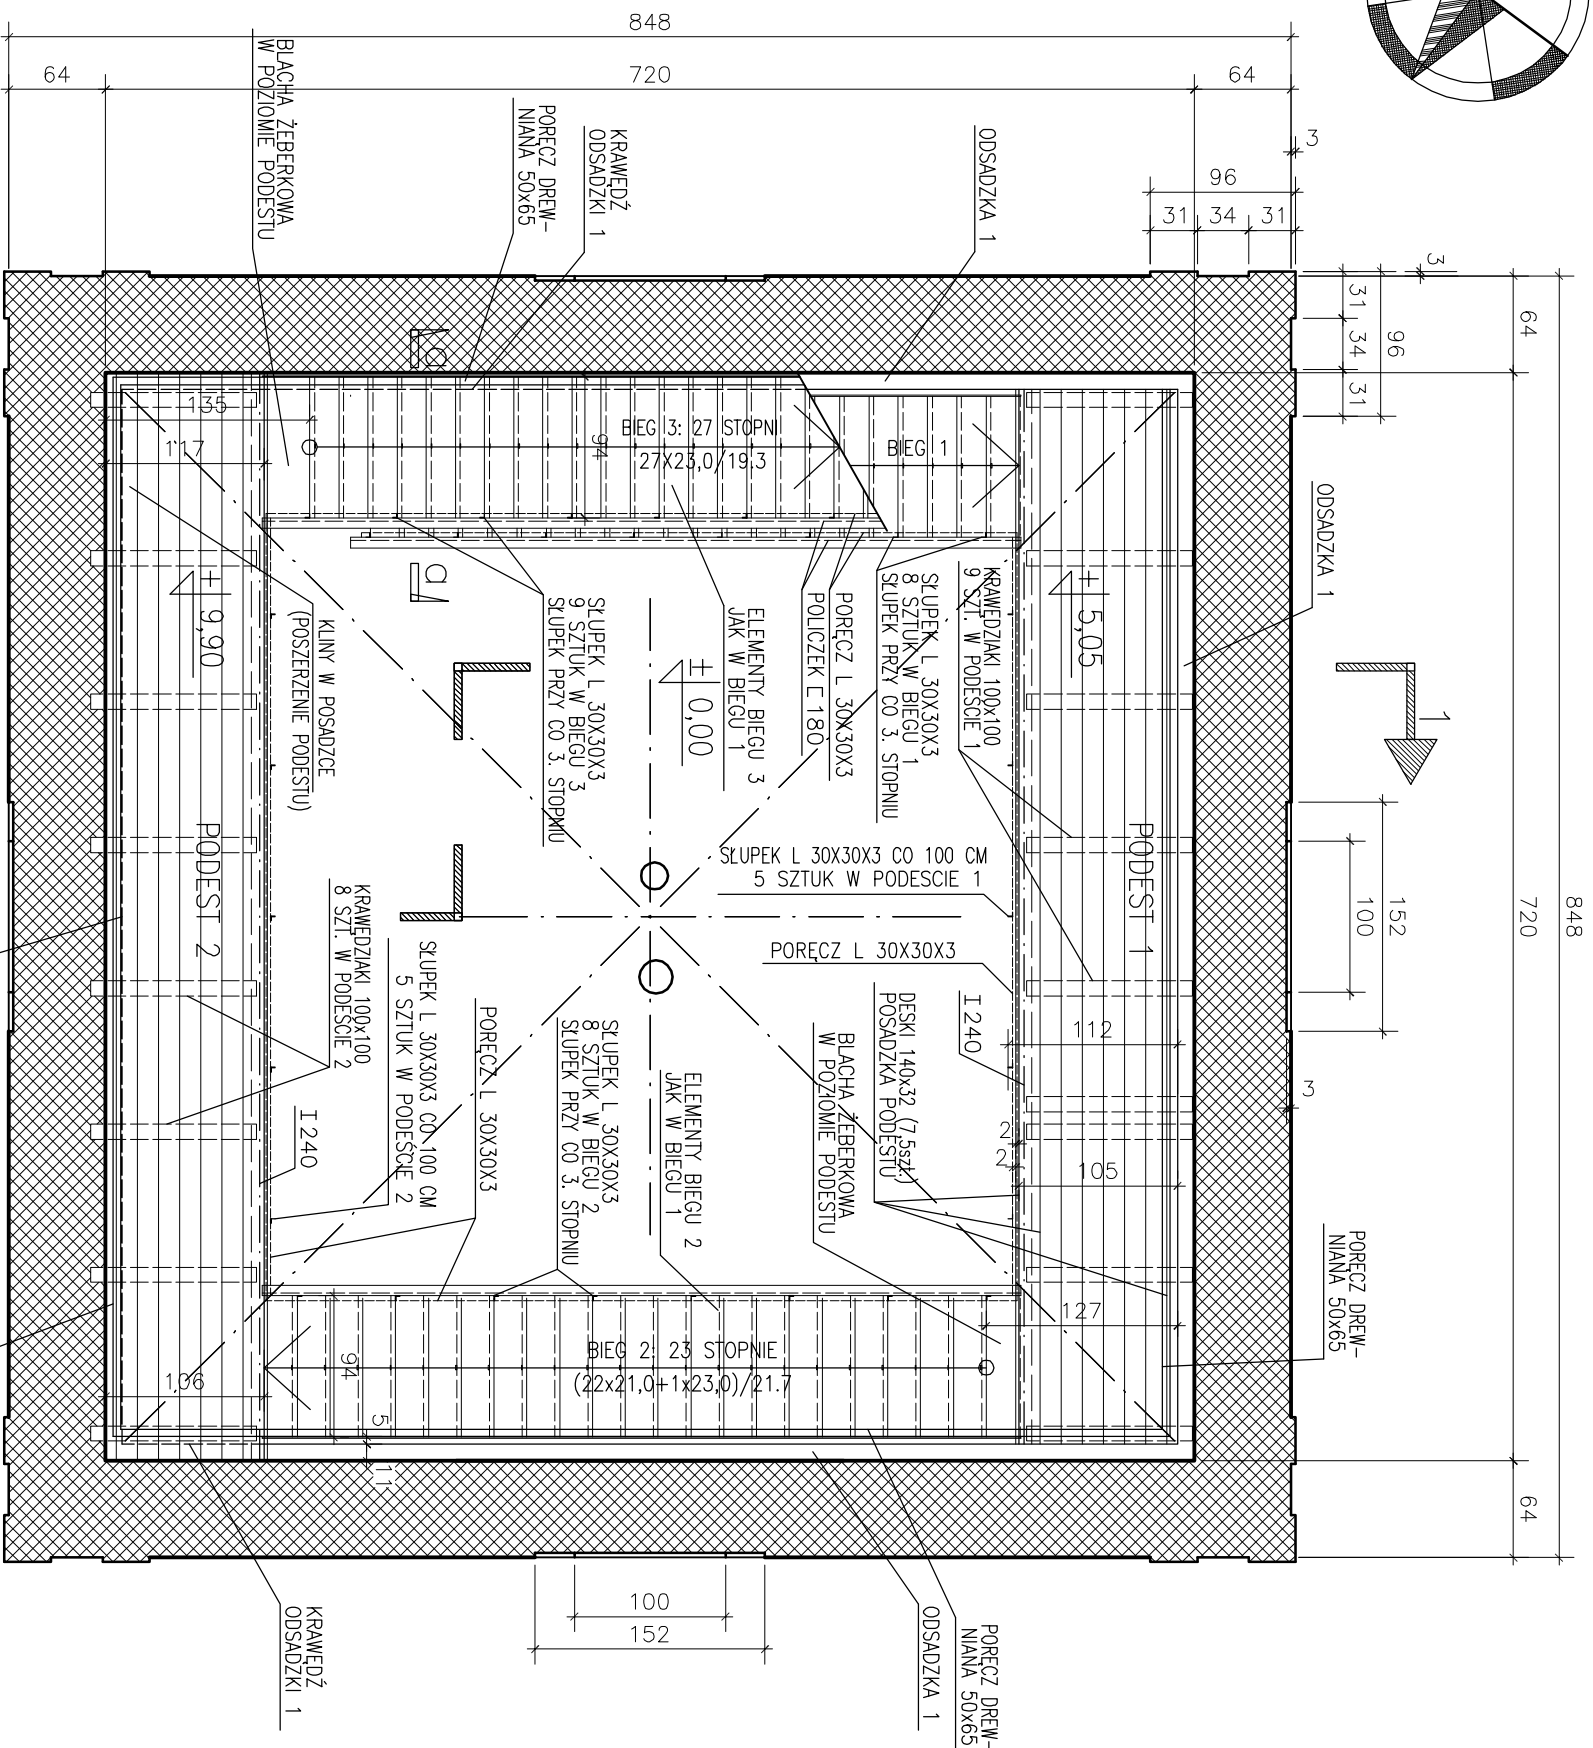 848
64
720
64
3
96
31
34
31
BLACHA ŻEBERKOWA
W POZIOMIE PODESTU
PORĘCZ DREW-
NIANA 50x65
KRAWĘDŹ
ODSADZKI 1
ODSADZKA 1
3
31
34
31
96
64
720
64
848
152
100
ODSADZKA 1
1
3
PORĘCZ DREW-
NIANA 50x65
a
a
135
117
94
BIEG 3: 27 STOPNI
27X23,0/19.3
BIEG 1
+ 9,90
KLINY W POSADZCE
(POSZERZENIE PODESTU)
PODEST 2
SŁUPEK L W 30X30X3
9 SZTUK W BIEGU 3
SŁUPEK PRZY CO 3. STOPNIU
ELEMENTY BIEGU 3
JAK W BIEGU 1
± 0,00
PORĘCZ L 30X30X3
POLICZEK [ 180
SŁUPEK L 30X30X3
8 SZTUK W BIEGU 1
SŁUPEK PRZY CO 3. STOPNIU
KRAWĘDZIAKI 100x100
9 SZT. W PODEŚCIE 1
+ 5,05
PODEST 1
SŁUPEK L 30X30X3 CO 100 CM
5 SZTUK W PODESCIE 1
PORĘCZ L 30X30X3
KRAWĘDZIAKI 100x100
8 SZT. W PODEŚCIE 2
I 240
SŁUPEK L 30X30X3 CO 100 CM
5 SZTUK W PODEŚCIE 2
PORĘCZ L 30X30X3
SŁUPEK L 30X30X3
8 SZTUK W BIEGU 2
SŁUPEK PRZY CO 3. STOPNIU
ELEMENTY BIEGU 2
JAK W BIEGU 1
BLACHA ŻEBERKOWA
W POZIOMIE PODESTU
DESKI 140x32 (7,5szt.)
POSADZKA PODESTU
I 240
112
2
2
105
127
BIEG 2: 23 STOPNIE
(22x21,0+1x23,0)/21.7
94
106
5
11
100
152
KRAWĘDŹ
ODSADZKI 1
ODSADZKA 1
PORĘCZ DREW-
NIANA 50x65